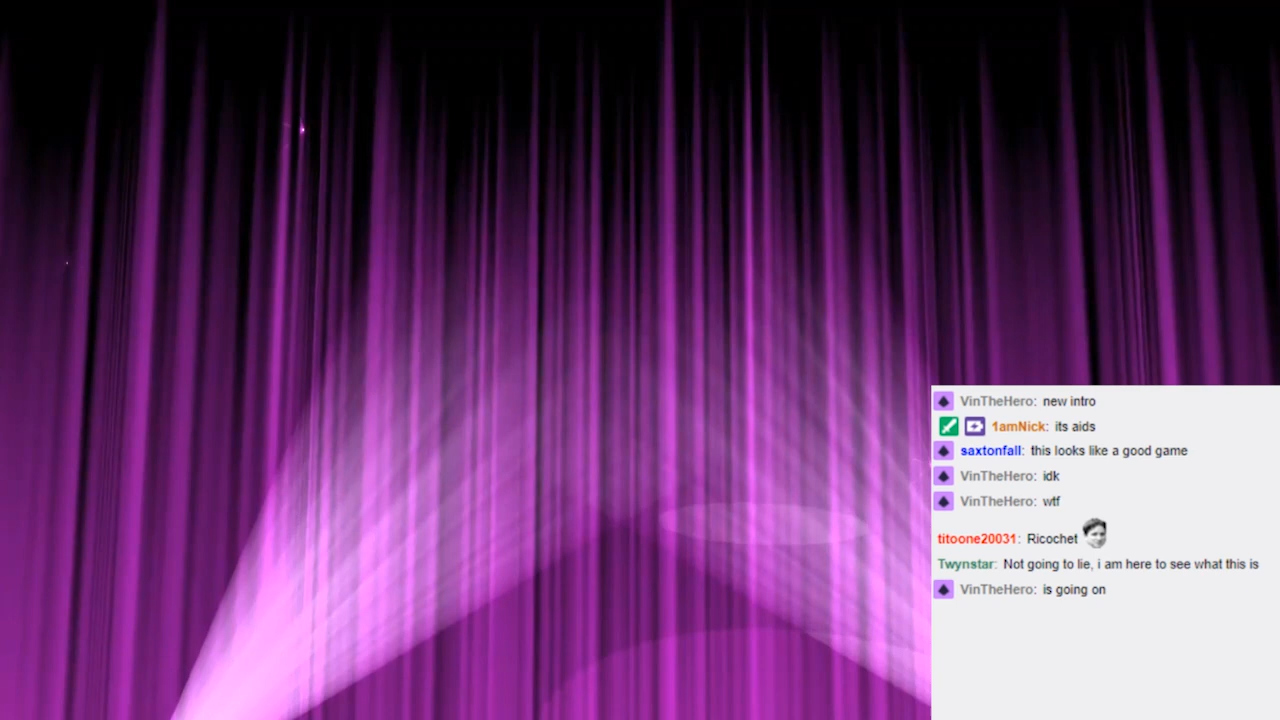 VinTheHero: new intro
1amNick: its aids
saxtonfall: this looks like a good game
VinTheHero: idk
VinTheHero: wtf
titoone20031: Ricochet
Twynstar: Not going to lie, i am here to see what this is
VinTheHero: is going on